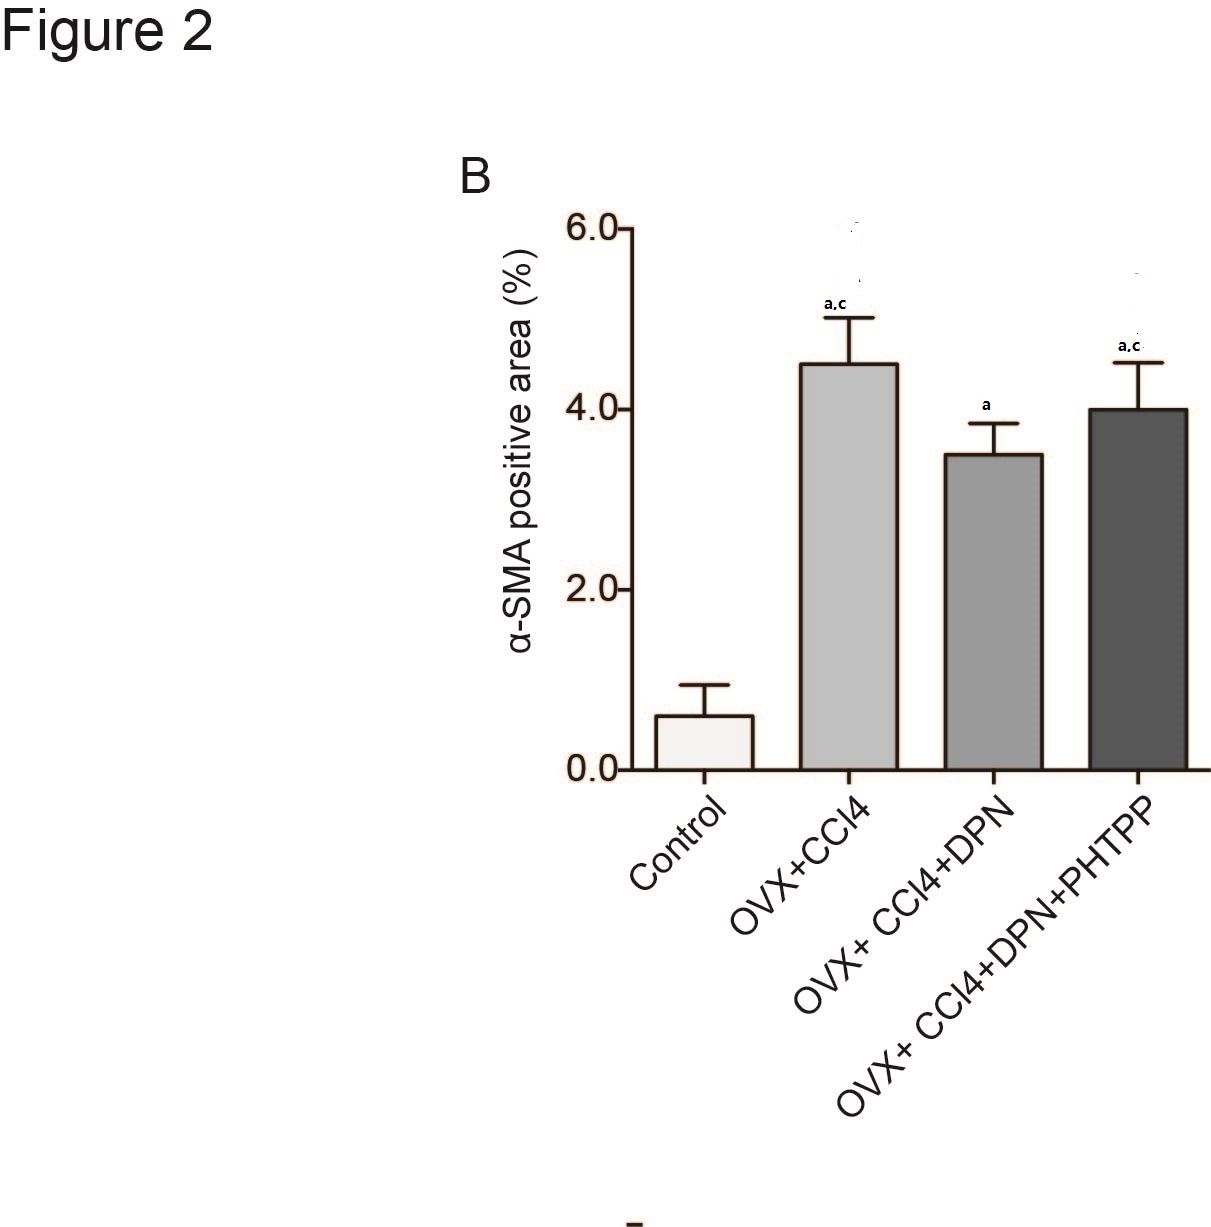 Figure 2
B
α-SMA positive area (%)
6.0
4.0
2.0
0.0
a,c
a
a,c
Control
OVX+CCl4
OVX+ CCl4+DPN
OVX+ CCl4+DPN+PHTPP